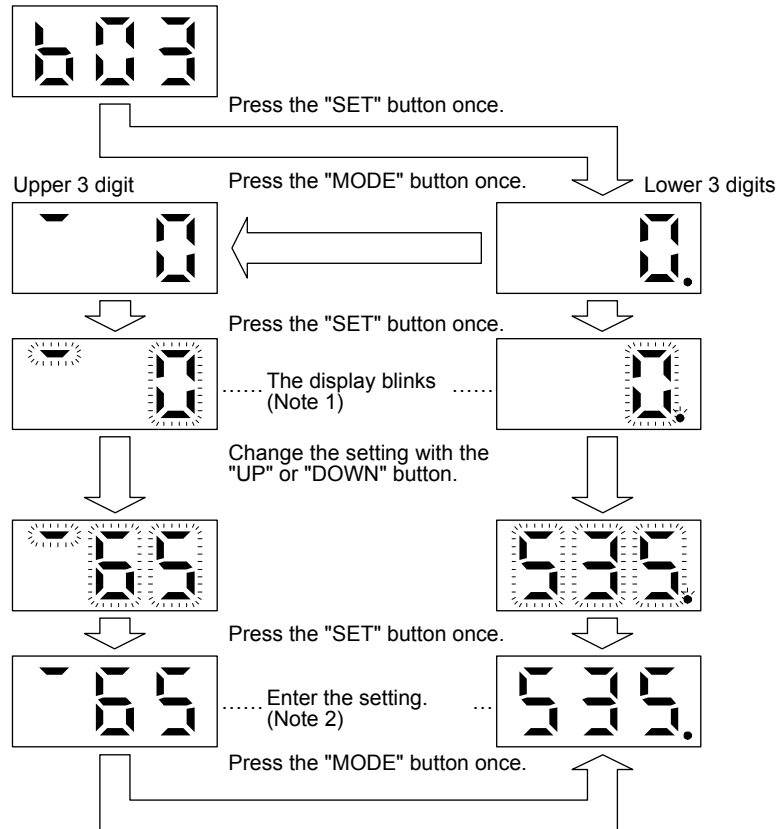 b03
Press the "SET" button once.
Press the "MODE" button once.
Upper 3 digit
Lower 3 digits
0
0.
Press the "SET" button once.
0
...... The display blinks ......
(Note 1)
0.
Change the setting with the
"UP" or "DOWN" button.
65
535.
Press the "SET" button once.
65
...... Enter the setting. ...
(Note 2)
535.
Press the "MODE" button once.